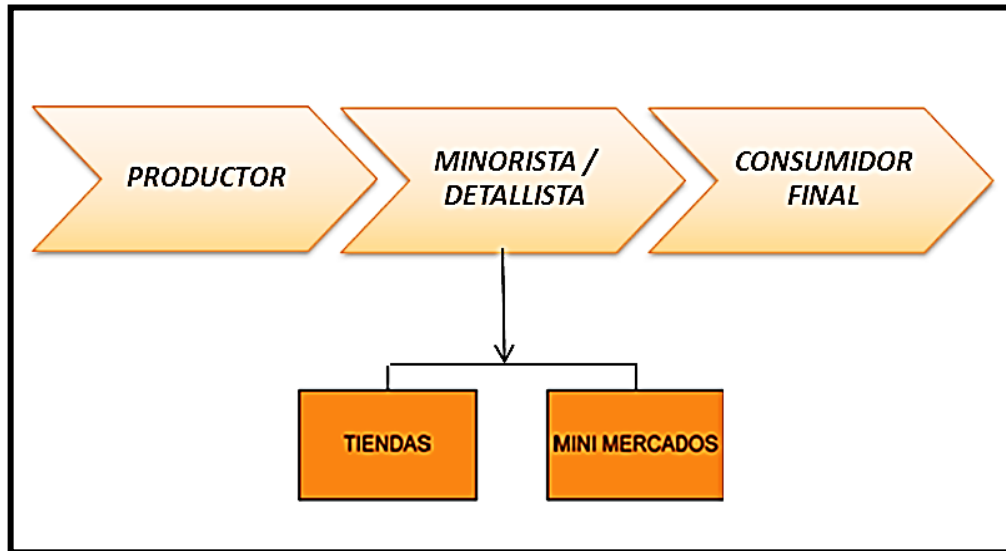 PRODUCTOR
MINORISTA /
DETALLISTA
CONSUMIDOR
FINAL
TIENDAS
MINI MERCADOS